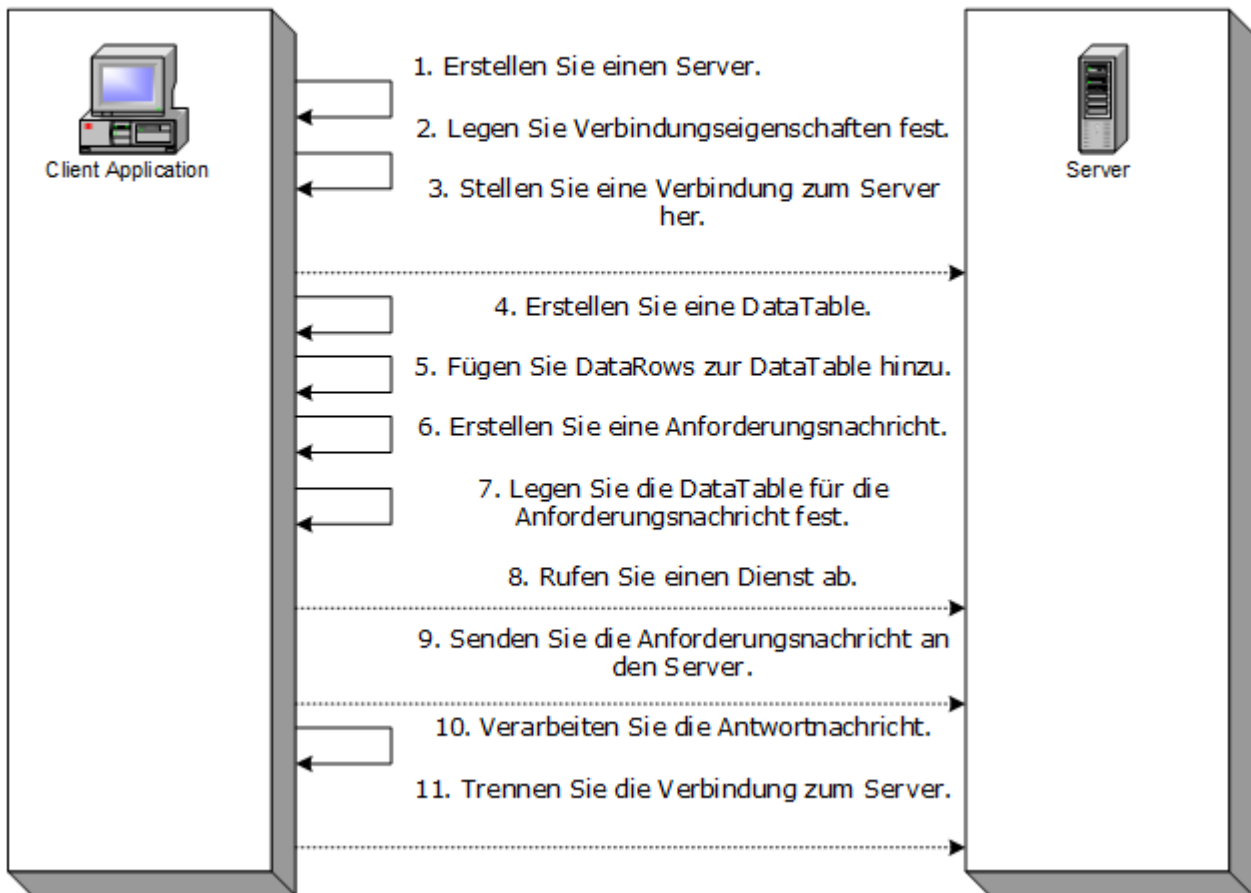 Client Application
Server
1. Erstellen Sie einen Server.
2. Legen Sie Verbindungseigenschaften fest.
3. Stellen Sie eine Verbindung zum Server
her.
4. Erstellen Sie eine DataTable.
5. Fügen Sie DataRows zur DataTable hinzu.
6. Erstellen Sie eine Anforderungsnachricht.
7. Legen Sie die DataTable für die
Anforderungsnachricht fest.
8. Rufen Sie einen Dienst ab.
9. Senden Sie die Anforderungsnachricht an
den Server.
10. Verarbeiten Sie die Antwortnachricht.
11. Trennen Sie die Verbindung zum Server.